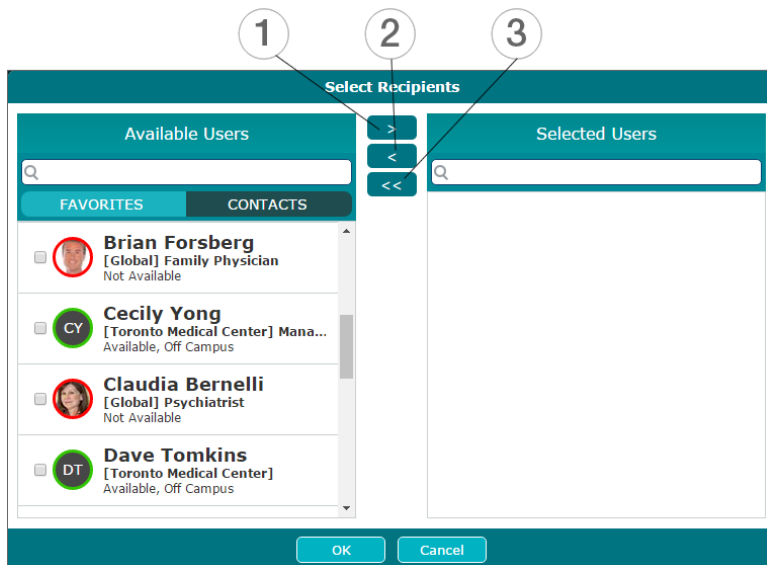 1 2 3
Select Recipients
Available Users
>
<
<<
Selected Users
FAVORITES CONTACTS
Brian Forsberg
[Global] Family Physician
Not Available
CY
Cecily Yong
[Toronto Medical Center] Mana...
Available, Off Campus
Claudia Bernelli
[Global] Psychiatrist
Not Available
DT
Dave Tomkins
[Toronto Medical Center]
Available, Off Campus
OK Cancel